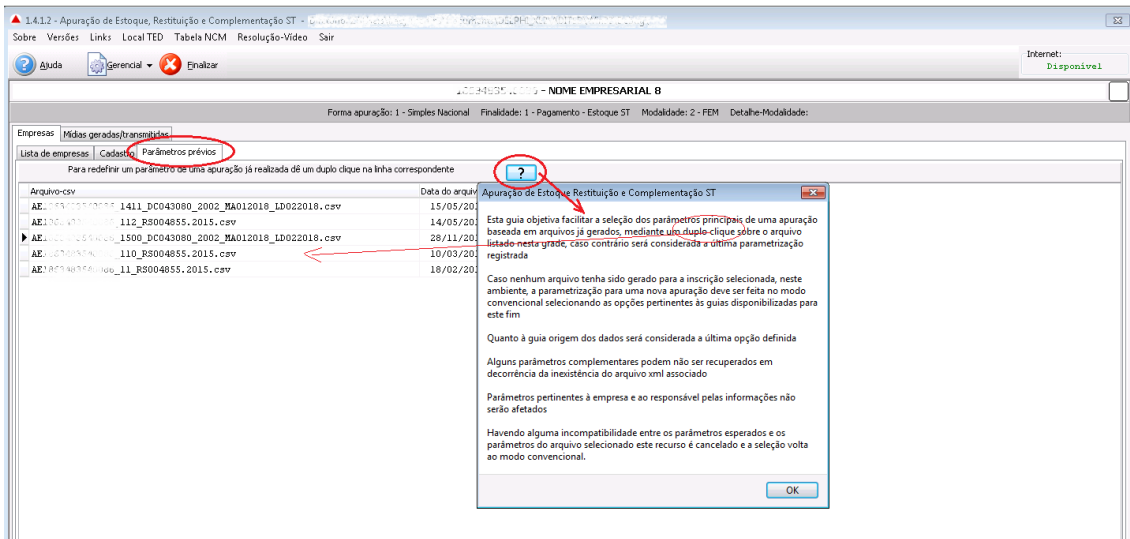 1.4.1.2 - Apuração de Estoque, Restituição e Complementação ST -
Sobre Versões Links Local TED Tabela NCM Resolução-Vídeo Sair
Ajuda Gerencial Finalizar
Internet:
Disponível
- NOME EMPRESARIAL 8
Forma apuração: 1 - Simples Nacional Finalidade: 1 - Pagamento - Estoque ST Modalidade: 2 - FEM Detalhe-Modalidade:
Empresas Mídias geradas/transmitidas
Lista de empresas Cadastro Parâmetros prévios
Para redefinir um parâmetro de uma apuração já realizada dê um duplo clique na linha correspondente ?
Arquivo-csv Data do arquiv
1411_DC043080_2002_MA012018_LD022018.csv 15/05/20
112_RS004855.2015.csv 14/05/20
1500_DC043080_2002_MA012018_LD022018.csv 28/11/20
110_RS004855.2015.csv 10/03/20
11_RS004855.2015.csv 18/02/20
Apuração de Estoque Restituição e Complementação ST
Esta guia objetiva facilitar a seleção dos parâmetros principais de uma apuração
baseada em arquivos já gerados, mediante um duplo-clique sobre o arquivo
listado nesta grade, caso contrário será considerada a última parametrização
registrada
Caso nenhum arquivo tenha sido gerado para a inscrição selecionada, neste
ambiente, a parametrização para uma nova apuração deve ser feita no modo
convencional selecionando as opções pertinentes às guias disponibilizadas para
este fim
Quanto à guia origem dos dados será considerada a última opção definida
Alguns parâmetros complementares podem não ser recuperados em
decorrência da inexistência do arquivo xml associado
Parâmetros pertinentes à empresa e ao responsável pelas informações não
serão afetados
Havendo alguma incompatibilidade entre os parâmetros esperados e os
parâmetros do arquivo selecionado este recurso é cancelado e a seleção volta
ao modo convencional.
OK